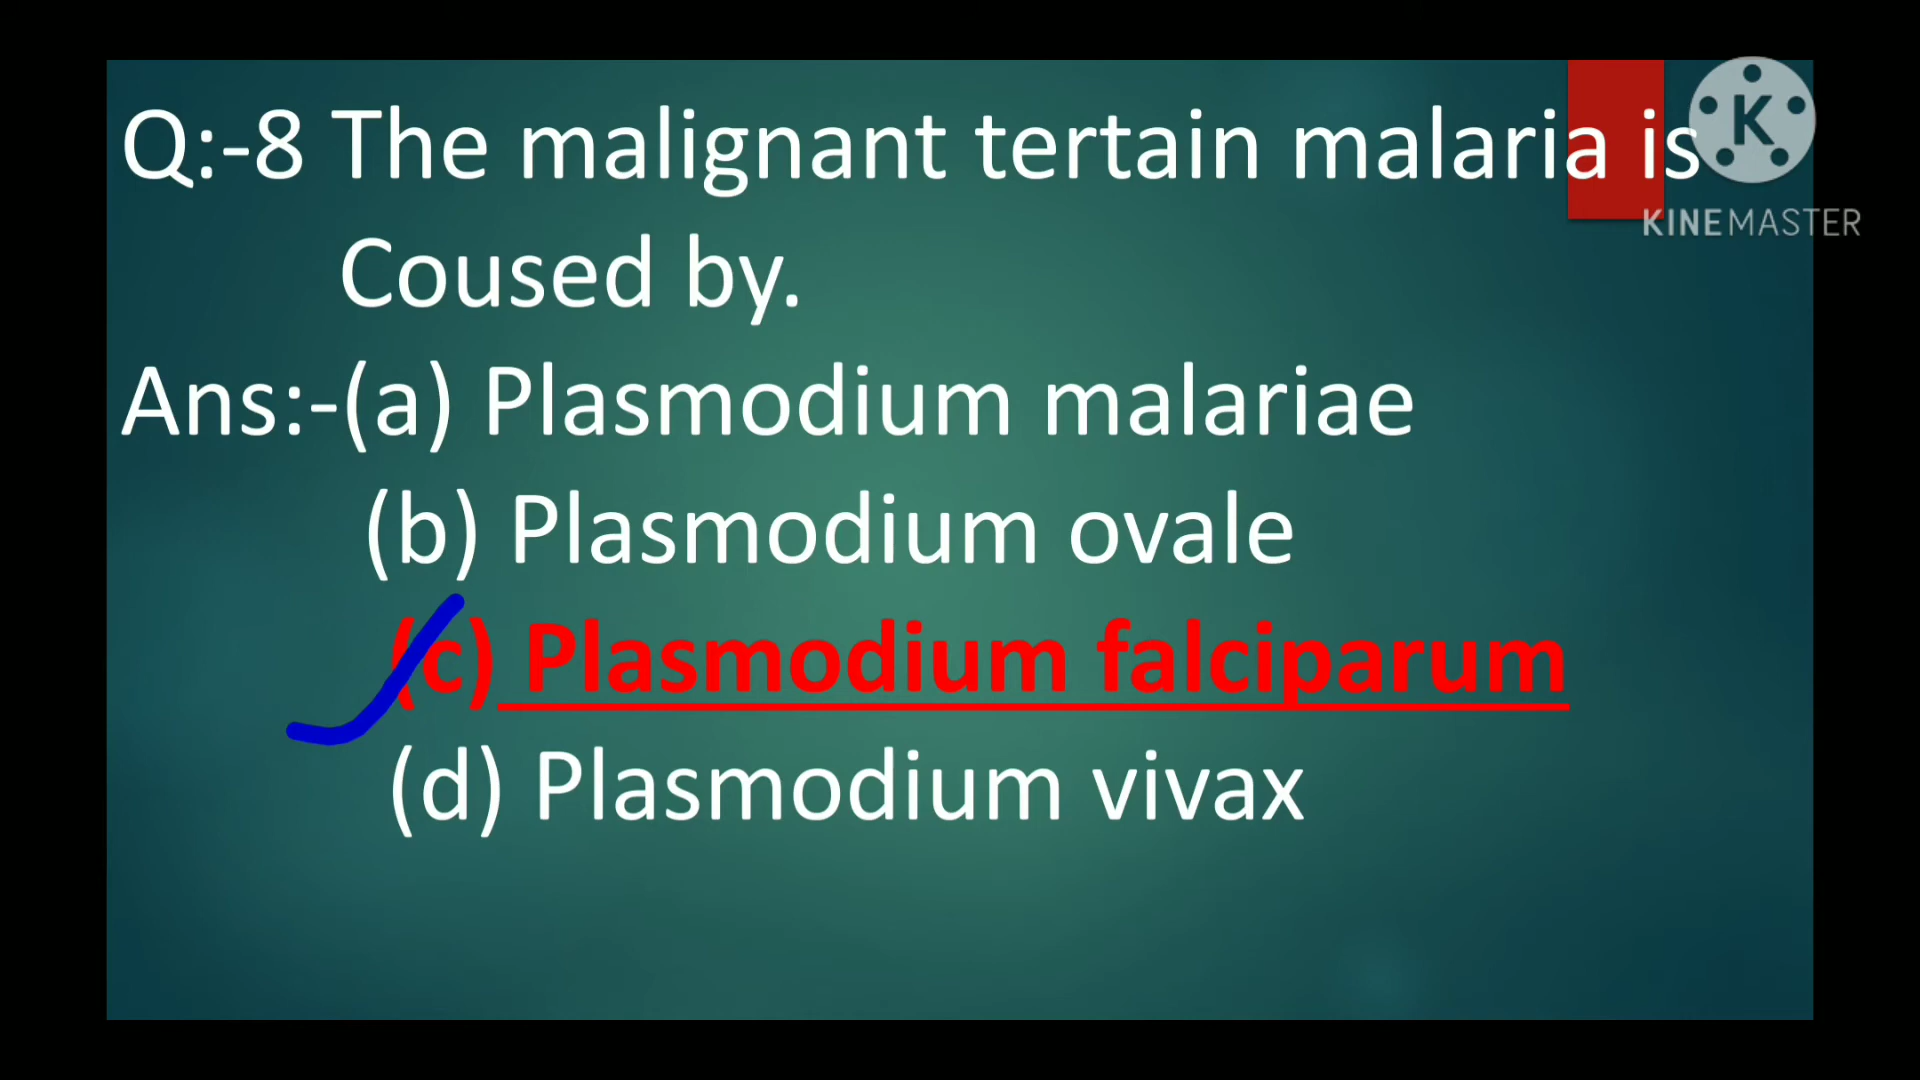 Q:-8 The malignant tertain malaria is
Coused by.
Ans:-(a) Plasmodium malariae
(b) Plasmodium ovale
(c) Plasmodium falciparum
(d) Plasmodium vivax
K
KINEMASTER